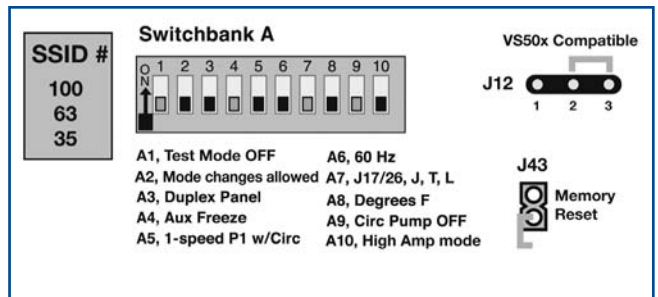 SSID #
100
63
35
Switchbank A
ON
1 2 3 4 5 6 7 8 9 10
A1, Test Mode OFF
A2, Mode changes allowed
A3, Duplex Panel
A4, Aux Freeze
A5, 1-speed P1 w/Circ
A6, 60 Hz
A7, J17/26, J, T, L
A8, Degrees F
A9, Circ Pump OFF
A10, High Amp mode
VS50x Compatible
J12
1 2 3
J43
Memory
Reset